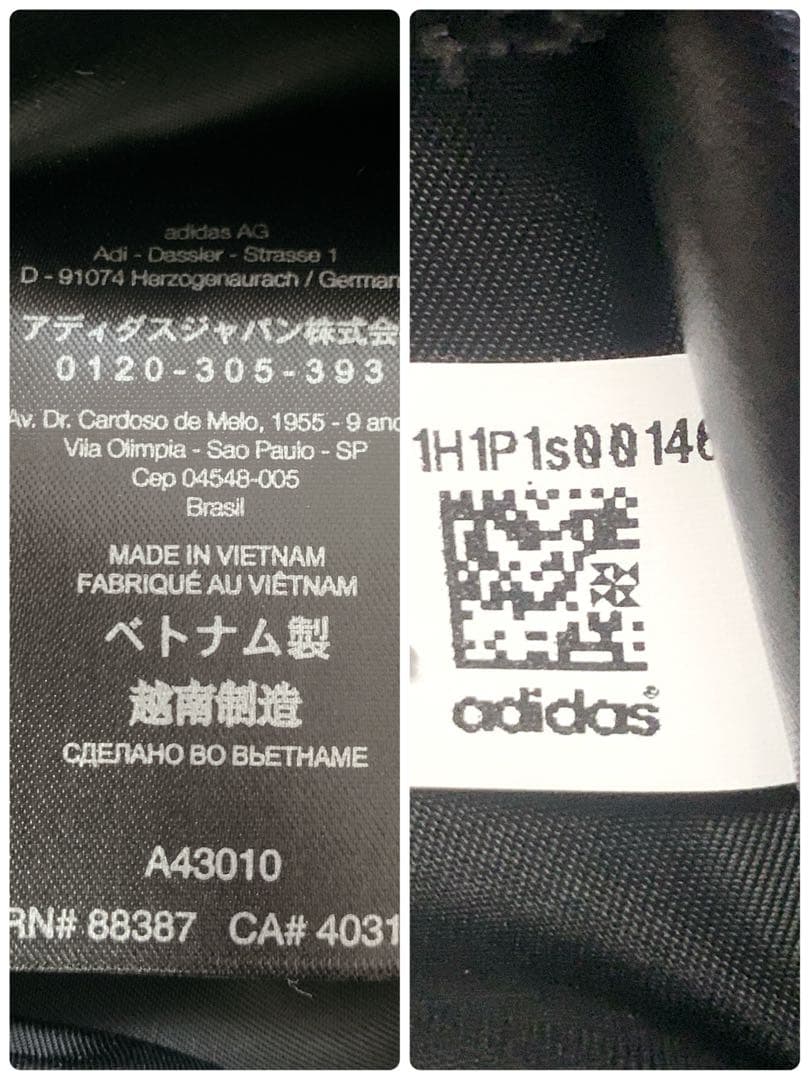 adidas AG
Adi - Dassler - Strasse 1
D - 91074 Herzogenaurach / German
アディダスジャパン株式会
0120-305-393
Av. Dr. Cardoso de Melo, 1955 - 9 and
Vila Olimpia - Sao Paulo - SP
Cep 04548-005
Brasil
MADE IN VIETNAM
FABRIQUÉ AU VIÊTNAM
ベトナム製
越南制造
СДЕЛАНО ВО ВЬЕТНАМЕ
A43010
RN# 88387 CA# 4031
1H1P1s00146
adidas®